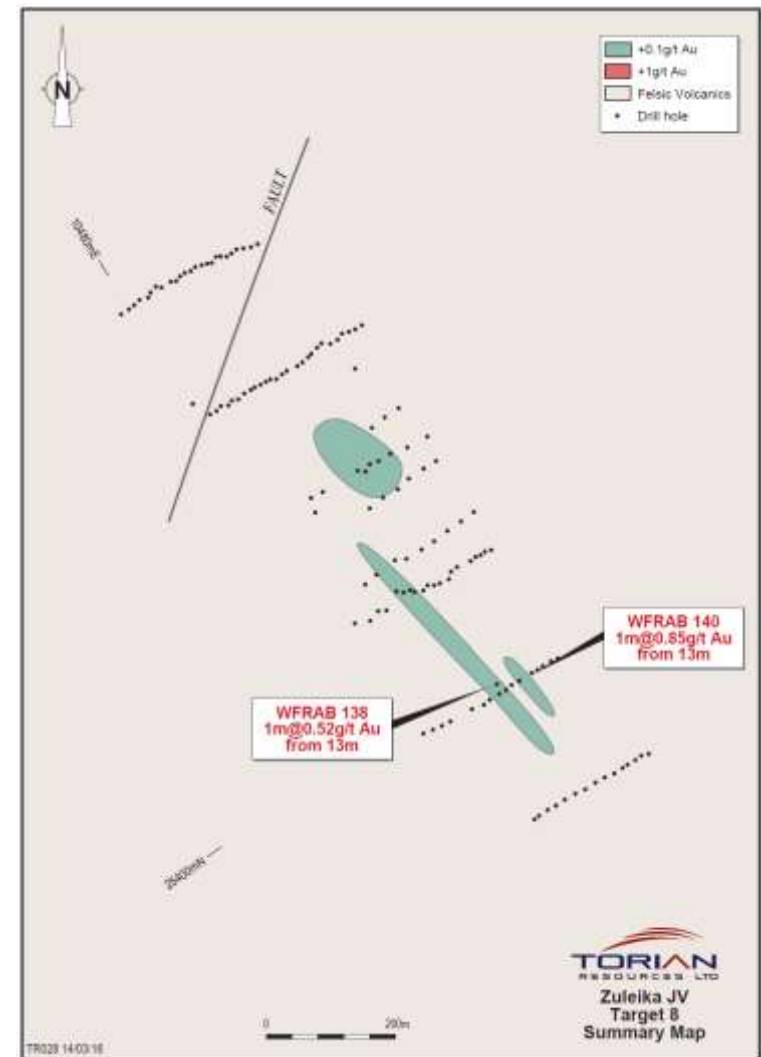 N
+0.1g/t Au
+1g/t Au
Felsic Volcanics
Drill hole
FAULT
10480mE
WFRAB 140
1m@0.85g/t Au
from 13m
WFRAB 138
1m@0.52g/t Au
from 13m
25400mN
TORIAN
RESOURCES LTD
Zuleika JV
Target 8
Summary Map
0 200m
TR028 14/03/16